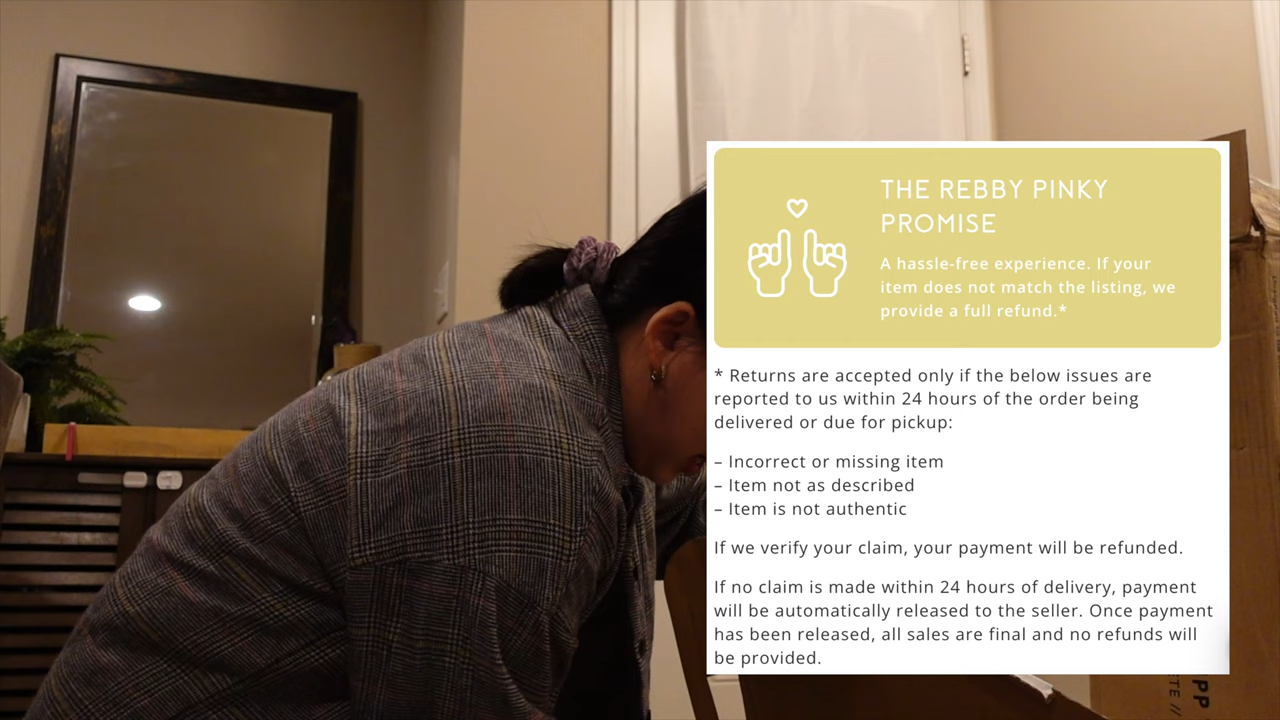 THE REBBY PINKY
PROMISE
A hassle-free experience. If your
item does not match the listing, we
provide a full refund.*
* Returns are accepted only if the below issues are
reported to us within 24 hours of the order being
delivered or due for pickup:
– Incorrect or missing item
– Item not as described
– Item is not authentic
If we verify your claim, your payment will be refunded.
If no claim is made within 24 hours of delivery, payment
will be automatically released to the seller. Once payment
has been released, all sales are final and no refunds will
be provided.